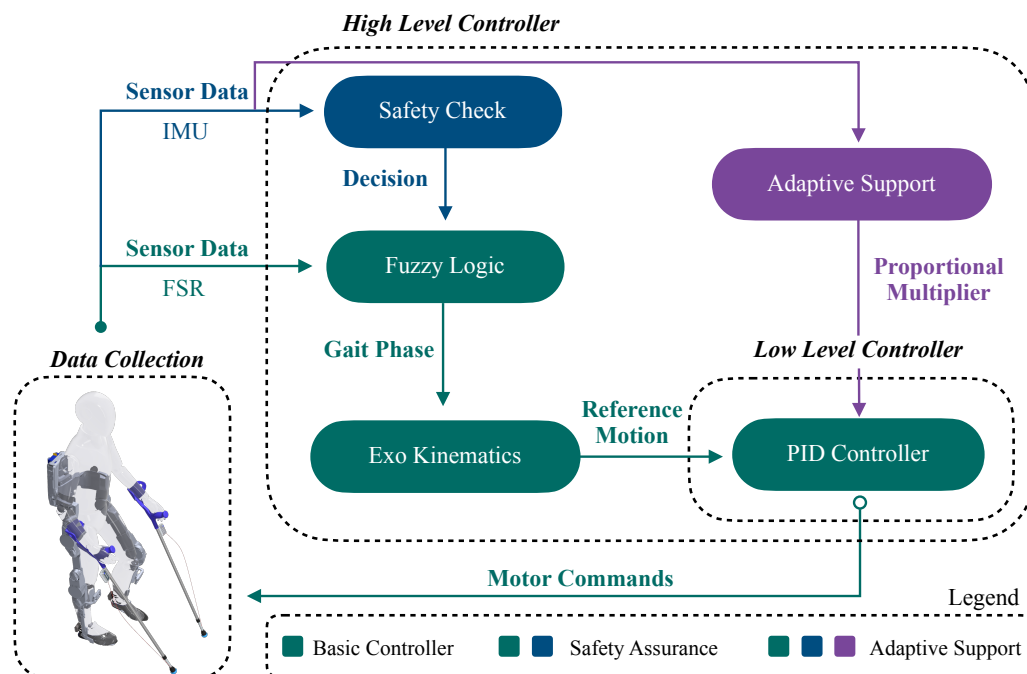 High Level Controller
Sensor Data
IMU
Safety Check
Decision
Adaptive Support
Sensor Data
FSR
Fuzzy Logic
Proportional
Multiplier
Gait Phase
Data Collection
Low Level Controller
Reference
Motion
Exo Kinematics
PID Controller
Motor Commands
Legend
Basic Controller
Safety Assurance
Adaptive Support